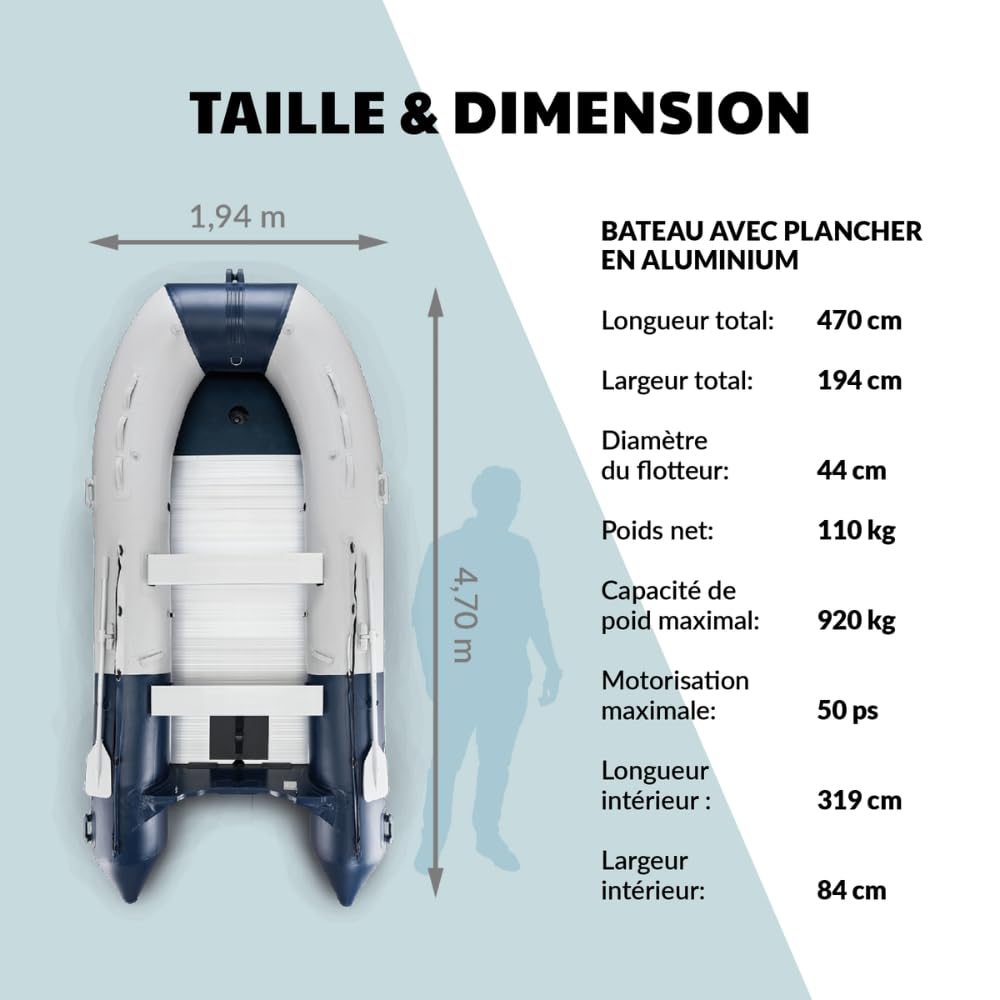 TAILLE & DIMENSION
1,94 m
4,70 m
BATEAU AVEC PLANCHER
EN ALUMINIUM
Longueur total: 470 cm
Largeur total: 194 cm
Diamètre
du flotteur: 44 cm
Poids net: 110 kg
Capacité de
poid maximal: 920 kg
Motorisation
maximale: 50 ps
Longueur
intérieur : 319 cm
Largeur
intérieur: 84 cm